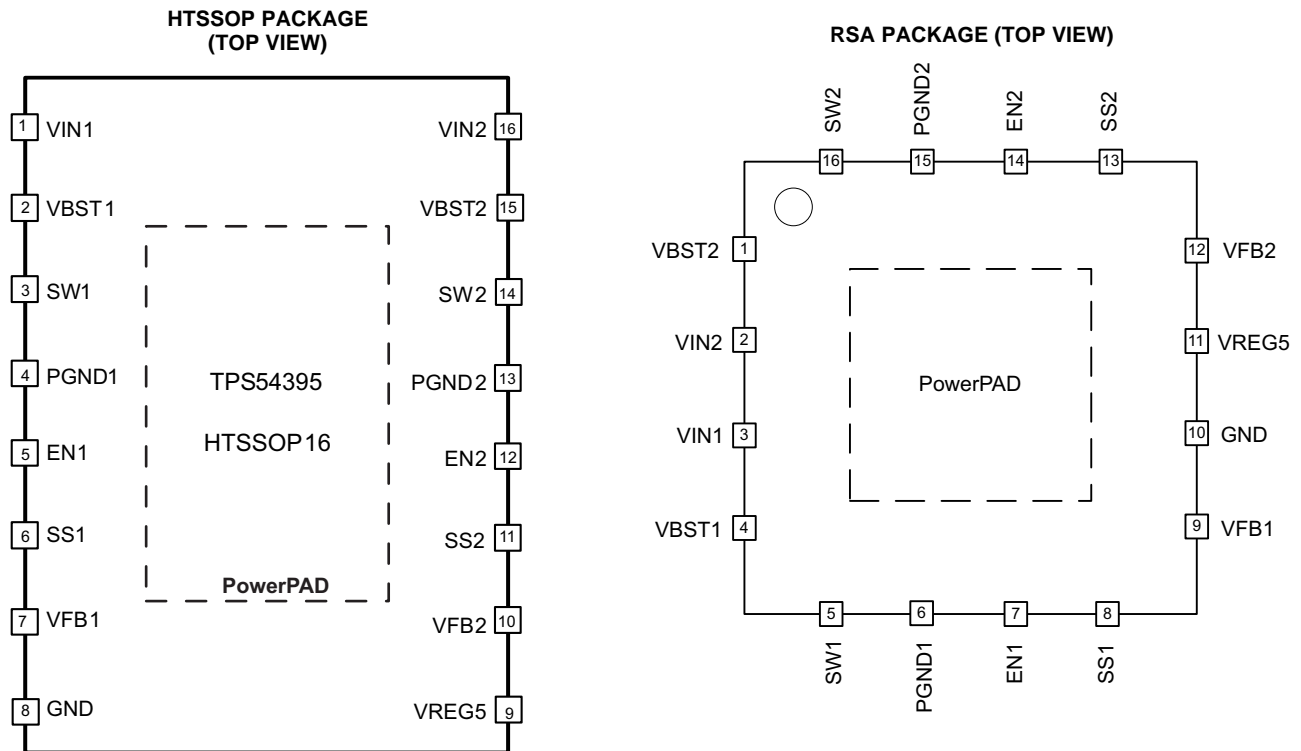 HTSSOP PACKAGE
(TOP VIEW)
1 VIN1
2 VBST1
3 SW1
4 PGND1
5 EN1
6 SS1
7 VFB1
8 GND
TPS54395
HTSSOP16
PowerPAD
VIN2 16
VBST2 15
SW2 14
PGND2 13
EN2 12
SS2 11
VFB2 10
VREG5 9
RSA PACKAGE (TOP VIEW)
SW2 16
PGND2 15
EN2 14
SS2 13
VBST2 1
VIN2 2
VIN1 3
VBST1 4
PowerPAD
12 VFB2
11 VREG5
10 GND
9 VFB1
5 SW1
6 PGND1
7 EN1
8 SS1